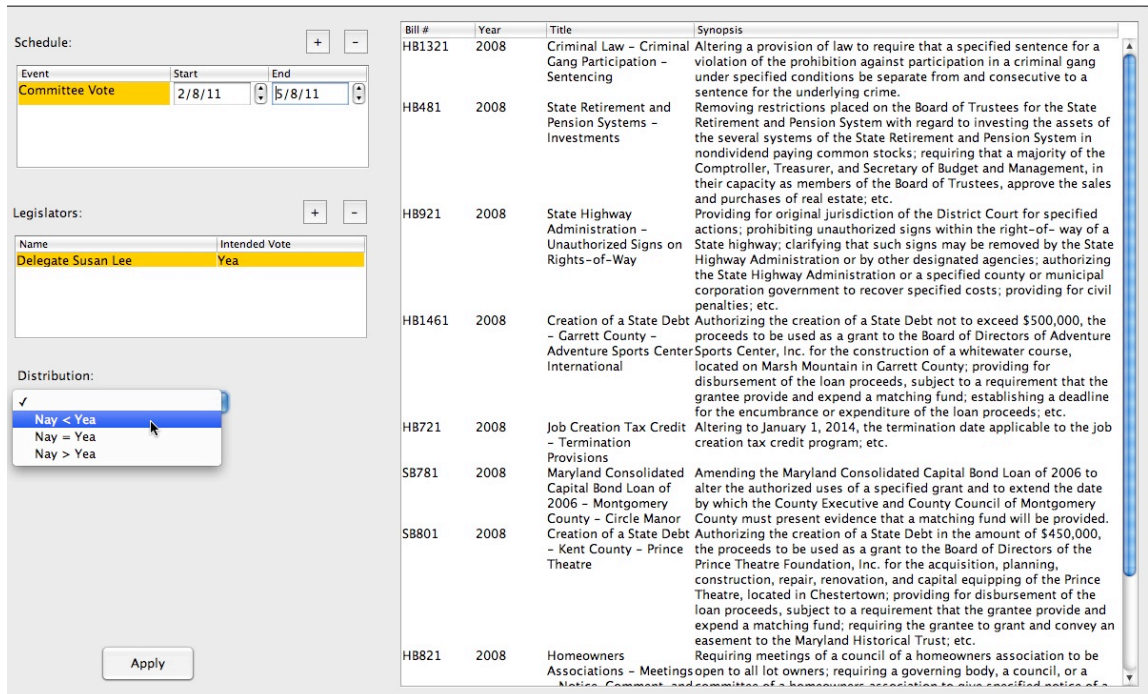 Schedule:
+ -
Event Start End
Committee Vote 2/8/11 5/8/11
Legislators:
+ -
Name Intended Vote
Delegate Susan Lee Yea
Distribution:
✓
Nay < Yea
Nay = Yea
Nay > Yea
Apply
Bill # Year Title Synopsis
HB1321 2008 Criminal Law – Criminal Altering a provision of law to require that a specified sentence for a
Gang Participation – violation of the prohibition against participation in a criminal gang
Sentencing under specified conditions be separate from and consecutive to a
sentence for the underlying crime.
HB481 2008 State Retirement and Removing restrictions placed on the Board of Trustees for the State
Pension Systems – Retirement and Pension System with regard to investing the assets of
Investments the several systems of the State Retirement and Pension System in
nondividend paying common stocks; requiring that a majority of the
Comptroller, Treasurer, and Secretary of Budget and Management, in
their capacity as members of the Board of Trustees, approve the sales
and purchases of real estate; etc.
HB921 2008 State Highway Providing for original jurisdiction of the District Court for specified
Administration – actions; prohibiting unauthorized signs within the right-of- way of a
Unauthorized Signs on State highway; clarifying that such signs may be removed by the State
Rights-of-Way Highway Administration or by other designated agencies; authorizing
the State Highway Administration or a specified county or municipal
corporation government to recover specified costs; providing for civil
penalties; etc.
HB1461 2008 Creation of a State Debt Authorizing the creation of a State Debt not to exceed $500,000, the
– Garrett County – proceeds to be used as a grant to the Board of Directors of Adventure
Adventure Sports Center Sports Center, Inc. for the construction of a whitewater course,
International located on Marsh Mountain in Garrett County; providing for
disbursement of the loan proceeds, subject to a requirement that the
grantee provide and expend a matching fund; establishing a deadline
for the encumbrance or expenditure of the loan proceeds; etc.
HB721 2008 Job Creation Tax Credit Altering to January 1, 2014, the termination date applicable to the job
– Termination creation tax credit program; etc.
Provisions
SB781 2008 Maryland Consolidated Amending the Maryland Consolidated Capital Bond Loan of 2006 to
Capital Bond Loan of alter the authorized uses of a specified grant and to extend the date
2006 – Montgomery by which the County Executive and County Council of Montgomery
County – Circle Manor County must present evidence that a matching fund will be provided.
SB801 2008 Creation of a State Debt Authorizing the creation of a State Debt in the amount of $450,000,
– Kent County – Prince the proceeds to be used as a grant to the Board of Directors of the
Theatre Prince Theatre Foundation, Inc. for the acquisition, planning,
construction, repair, renovation, and capital equipping of the Prince
Theatre, located in Chestertown; providing for disbursement of the
loan proceeds, subject to a requirement that the grantee provide and
expend a matching fund; requiring the grantee to grant and convey an
easement to the Maryland Historical Trust; etc.
HB821 2008 Homeowners Requiring meetings of a council of a homeowners association to be
Associations – Meetings open to all lot owners; requiring a governing body, a council, or a
– Notice, Comment, and committee of a homeowners association to give specified notice of a